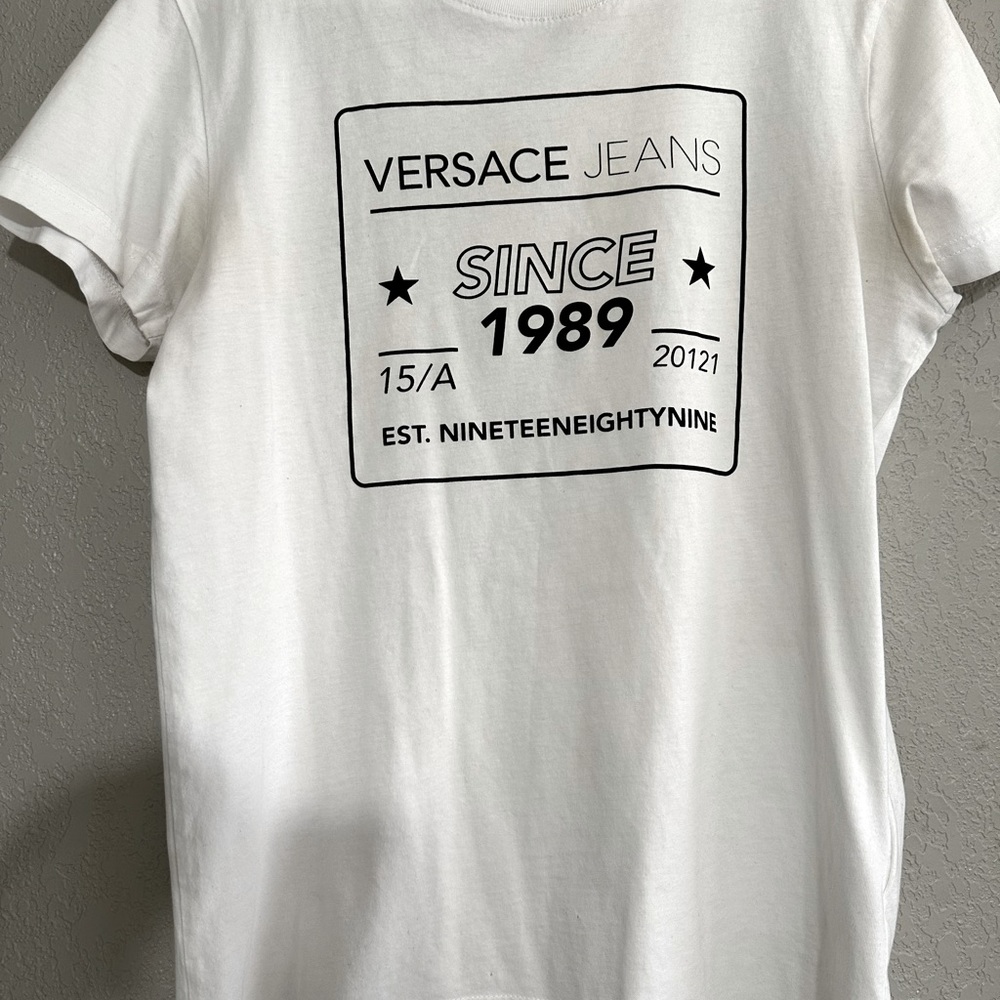 VERSACE JEANS
SINCE
1989
15/A
20121
EST. NINETEENEIGHTYNINE